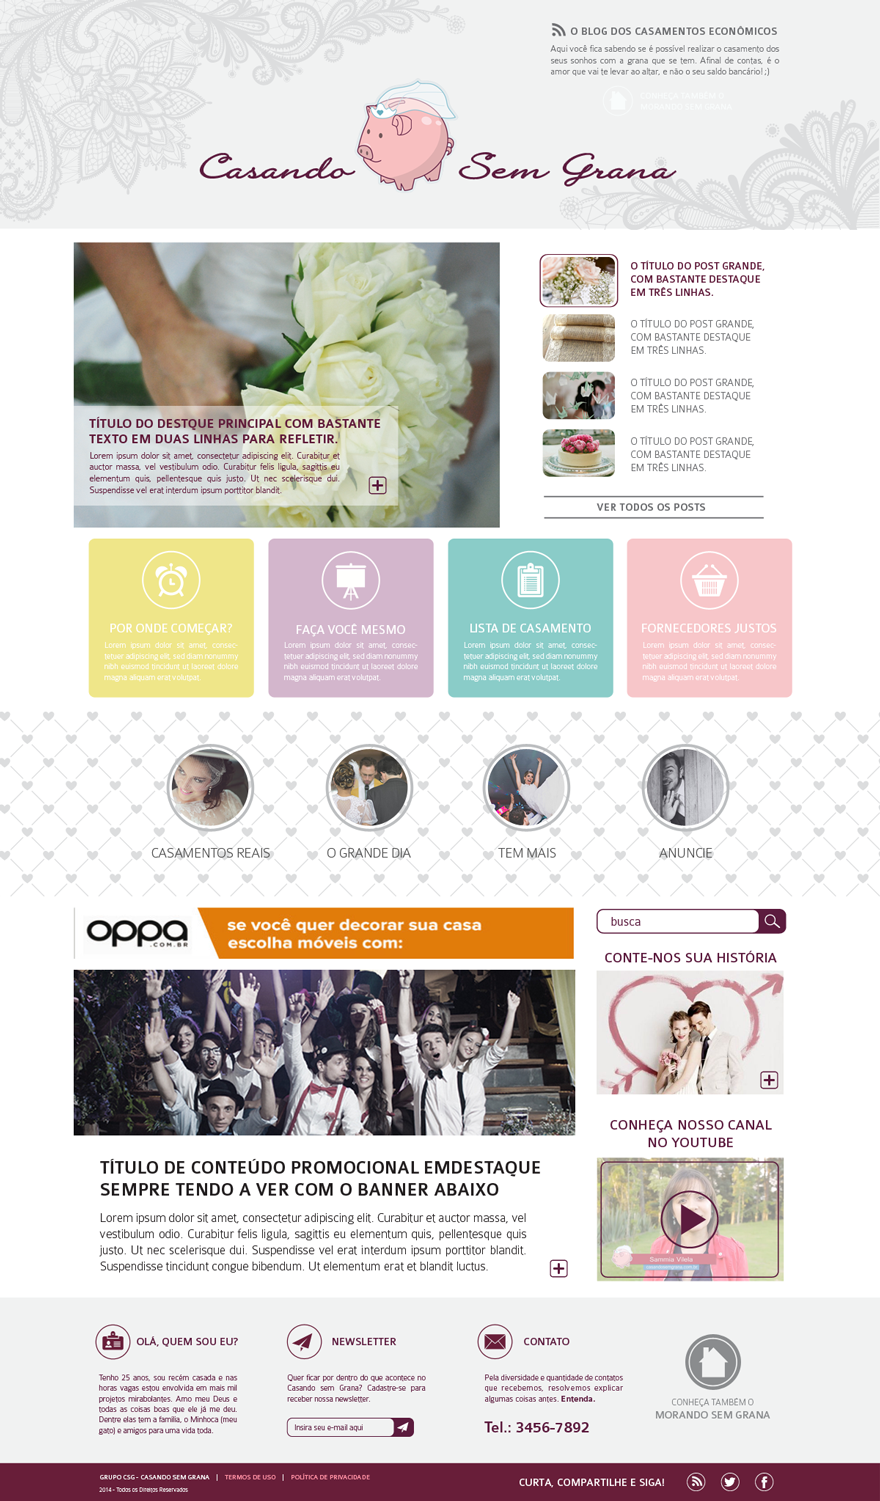 O BLOG DOS CASAMENTOS ECONÔMICOS
Aqui você fica sabendo se é possível realizar o casamento dos
seus sonhos com a grana que se tem. Afinal de contas, é o
amor que vai te levar ao altar, e não o seu saldo bancário! ;)
CONHEÇA TAMBÉM O
MORANDO SEM GRANA
Casando Sem Grana
TÍTULO DO DESTQUE PRINCIPAL COM BASTANTE
TEXTO EM DUAS LINHAS PARA REFLETIR.
Lorem ipsum dolor sit amet, consectetur adipiscing elit. Curabitur et
auctor massa, vel vestibulum odio. Curabitur felis ligula, sagittis eu
elementum quis, pellentesque quis justo. Ut nec scelerisque dui.
Suspendisse vel erat interdum ipsum porttitor blandit.
O TÍTULO DO POST GRANDE,
COM BASTANTE DESTAQUE
EM TRÊS LINHAS.
O TÍTULO DO POST GRANDE,
COM BASTANTE DESTAQUE
EM TRÊS LINHAS.
O TÍTULO DO POST GRANDE,
COM BASTANTE DESTAQUE
EM TRÊS LINHAS.
O TÍTULO DO POST GRANDE,
COM BASTANTE DESTAQUE
EM TRÊS LINHAS.
VER TODOS OS POSTS
POR ONDE COMEÇAR?
Lorem ipsum dolor sit amet, consec-
tetuer adipiscing elit, sed diam nonummy
nibh euismod tincidunt ut laoreet dolore
magna aliquam erat volutpat.
FAÇA VOCÊ MESMO
Lorem ipsum dolor sit amet, consec-
tetuer adipiscing elit, sed diam nonummy
nibh euismod tincidunt ut laoreet dolore
magna aliquam erat volutpat.
LISTA DE CASAMENTO
Lorem ipsum dolor sit amet, consec-
tetuer adipiscing elit, sed diam nonummy
nibh euismod tincidunt ut laoreet dolore
magna aliquam erat volutpat.
FORNECEDORES JUSTOS
Lorem ipsum dolor sit amet, consec-
tetuer adipiscing elit, sed diam nonummy
nibh euismod tincidunt ut laoreet dolore
magna aliquam erat volutpat.
CASAMENTOS REAIS
O GRANDE DIA
TEM MAIS
ANUNCIE
oppa
.COM.BR
se você quer decorar sua casa
escolha móveis com:
busca
CONTE-NOS SUA HISTÓRIA
CONHEÇA NOSSO CANAL
NO YOUTUBE
Sammia Vilela
TÍTULO DE CONTEÚDO PROMOCIONAL EMDESTAQUE
SEMPRE TENDO A VER COM O BANNER ABAIXO
Lorem ipsum dolor sit amet, consectetur adipiscing elit. Curabitur et auctor massa, vel
vestibulum odio. Curabitur felis ligula, sagittis eu elementum quis, pellentesque quis
justo. Ut nec scelerisque dui. Suspendisse vel erat interdum ipsum porttitor blandit.
Suspendisse tincidunt congue bibendum. Ut elementum erat et blandit luctus.
OLÁ, QUEM SOU EU?
Tenho 25 anos, sou recém casada e nas
horas vagas estou envolvida em mais mil
projetos mirabolantes. Amo meu Deus e
todas as coisas boas que ele já me deu.
Dentre elas tem a família, o Minhoca (meu
gato) e amigos para uma vida toda.
NEWSLETTER
Quer ficar por dentro do que acontece no
Casando sem Grana? Cadastre-se para
receber nossa newsletter.
Insira seu e-mail aqui
CONTATO
Pela diversidade e quantidade de contatos
que recebemos, resolvemos explicar
algumas coisas antes. Entenda.
Tel.: 3456-7892
CONHEÇA TAMBÉM O
MORANDO SEM GRANA
GRUPO CSG - CASANDO SEM GRANA | TERMOS DE USO | POLÍTICA DE PRIVACIDADE
2014 - Todos os Direitos Reservados
CURTA, COMPARTILHE E SIGA!